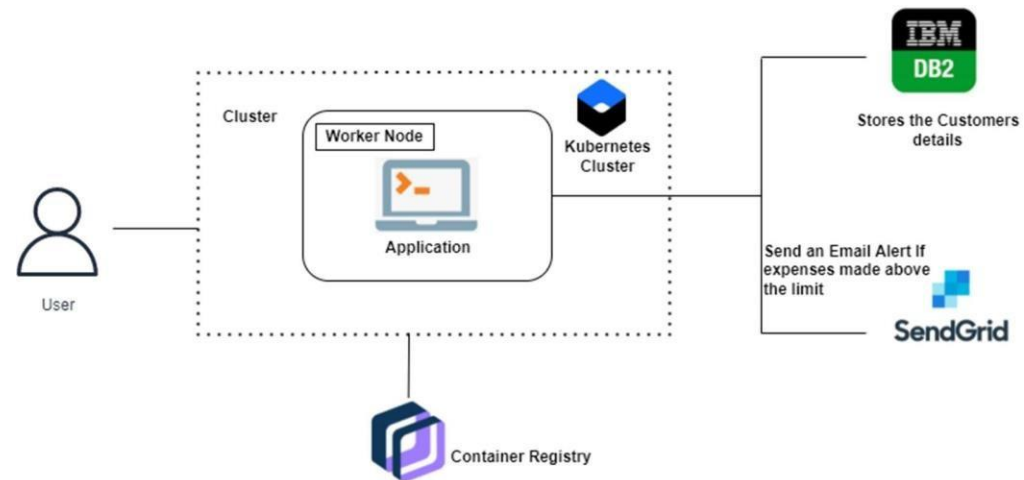 IBM
DB2
Stores the Customers
details
Cluster
Worker Node
Kubernetes
Cluster
Application
User
Send an Email Alert If
expenses made above
the limit
SendGrid
Container Registry